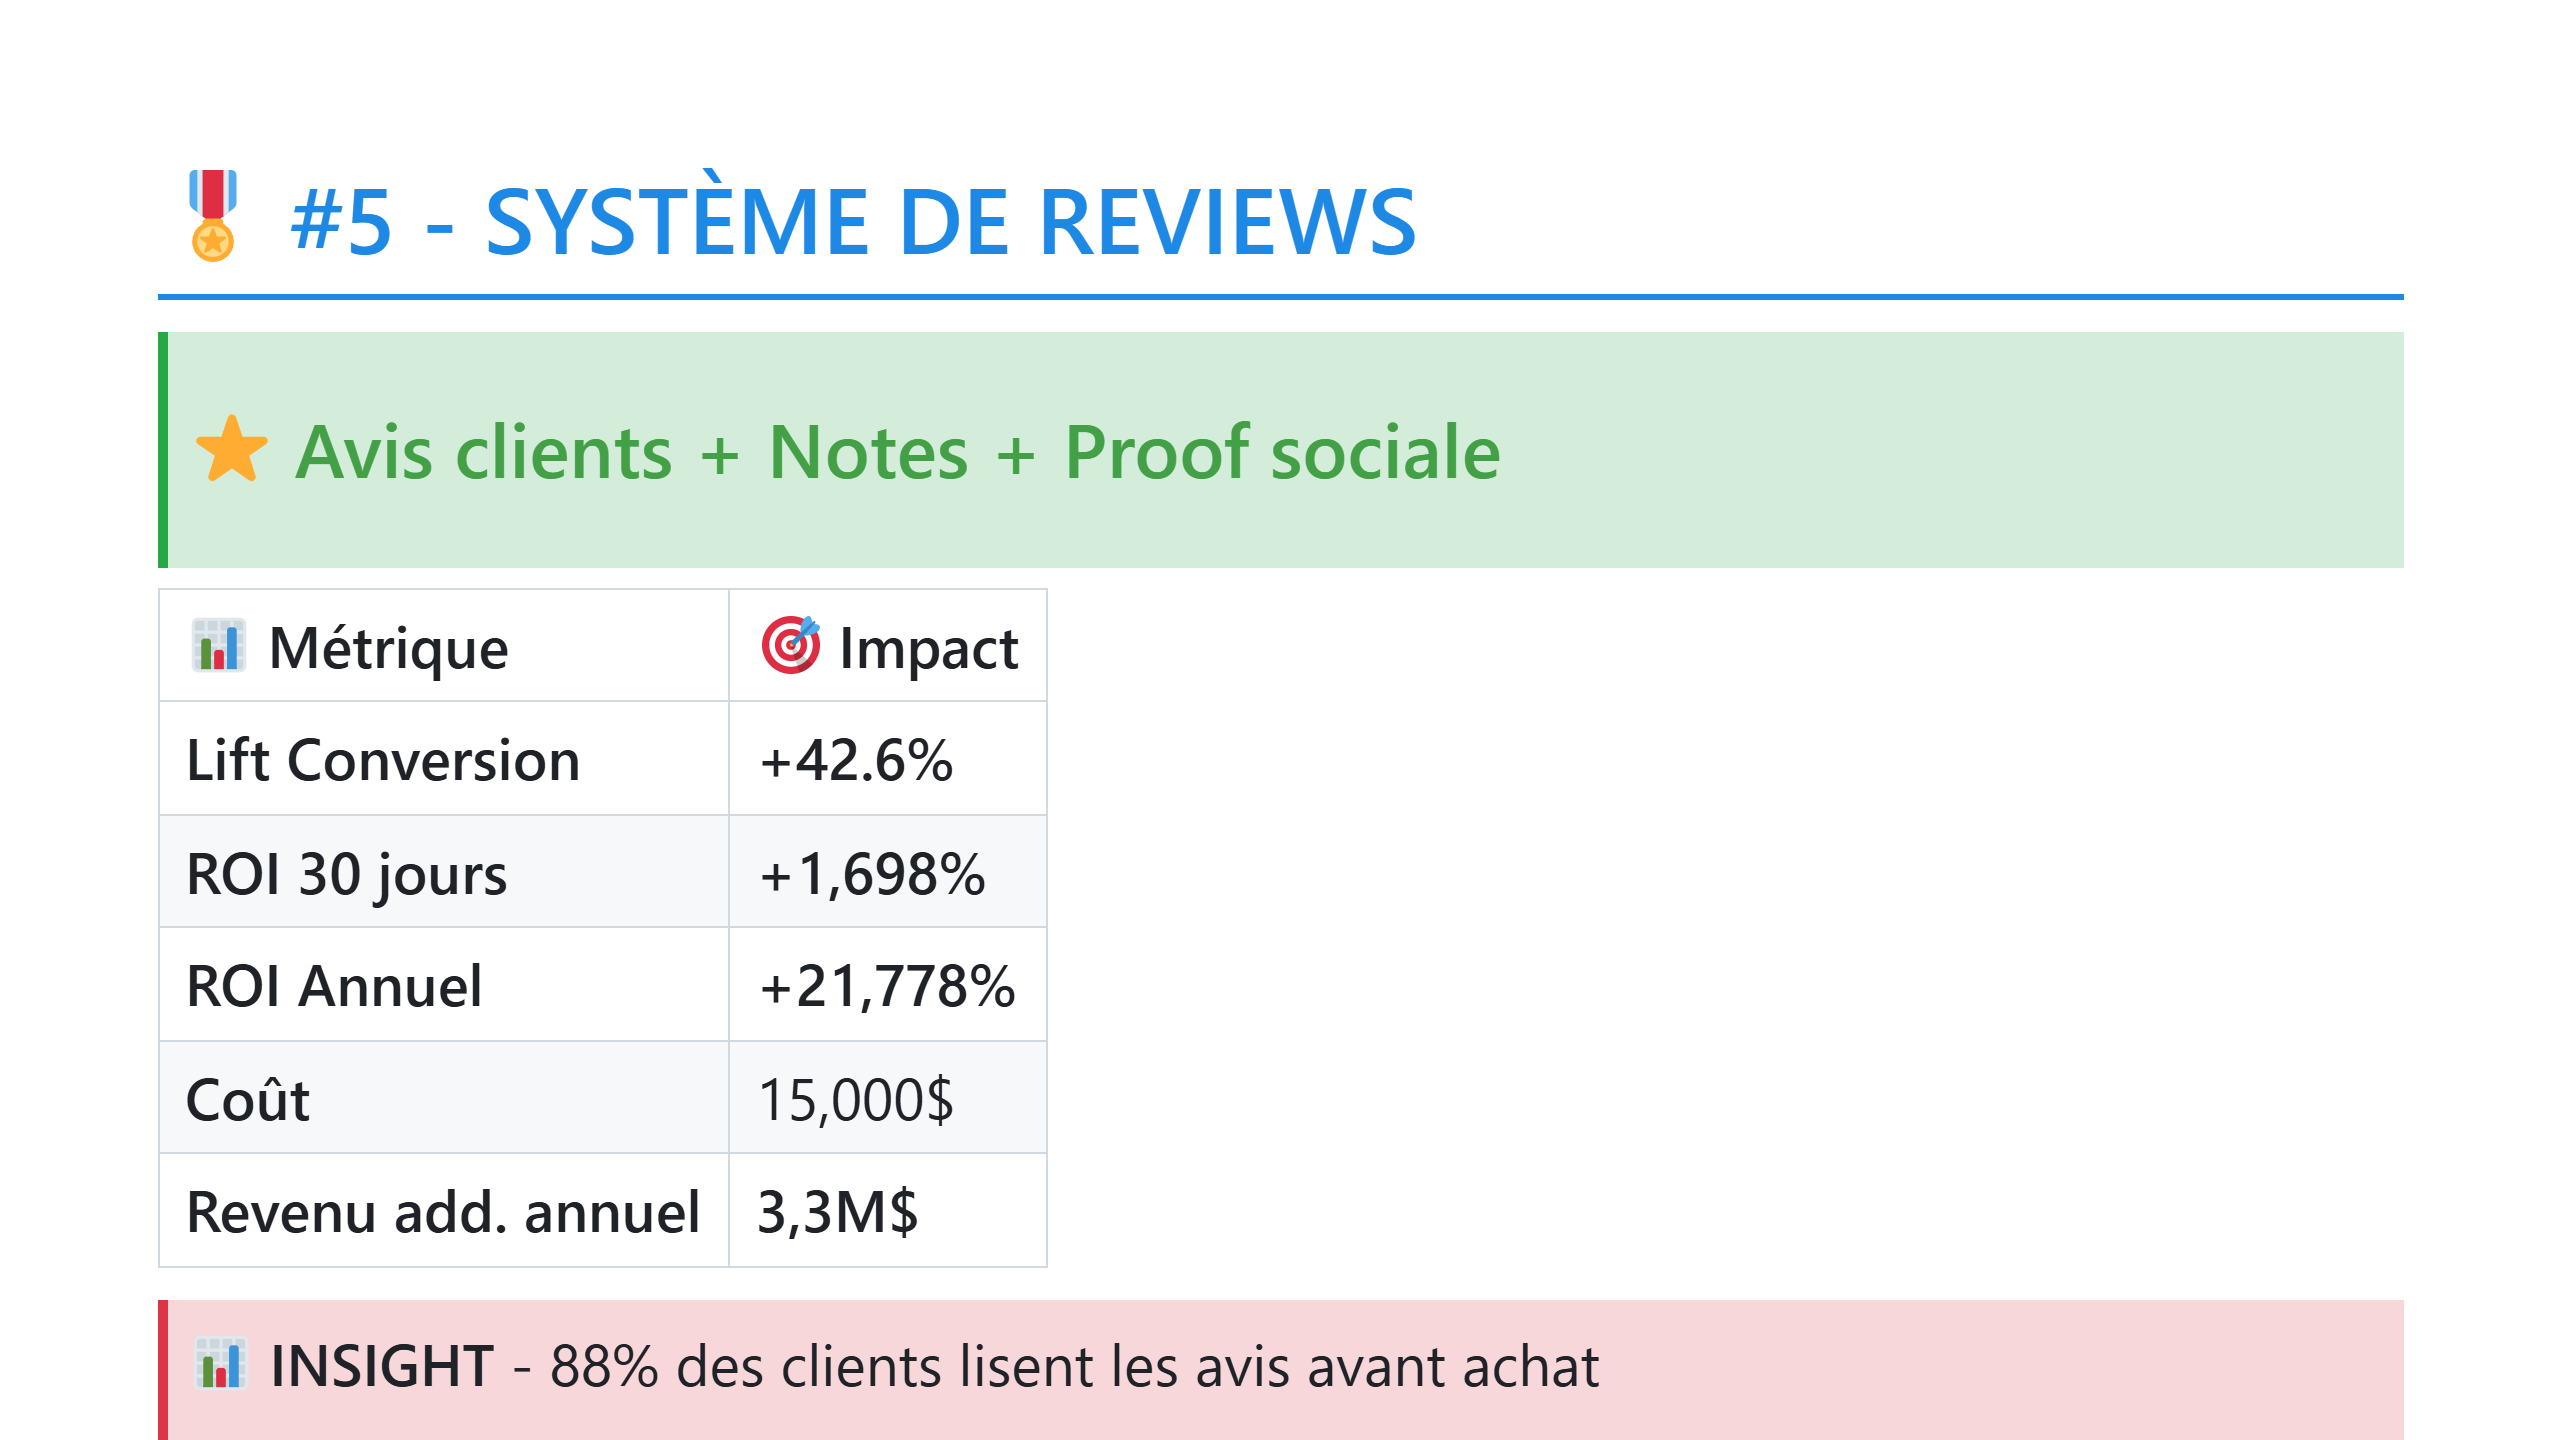 🎖️ #5 - SYSTÈME DE REVIEWS
⭐ Avis clients + Notes + Proof sociale
📊 Métrique 🎯 Impact
Lift Conversion +42.6%
ROI 30 jours +1,698%
ROI Annuel +21,778%
Coût 15,000$
Revenu add. annuel 3,3M$
📊 INSIGHT - 88% des clients lisent les avis avant achat